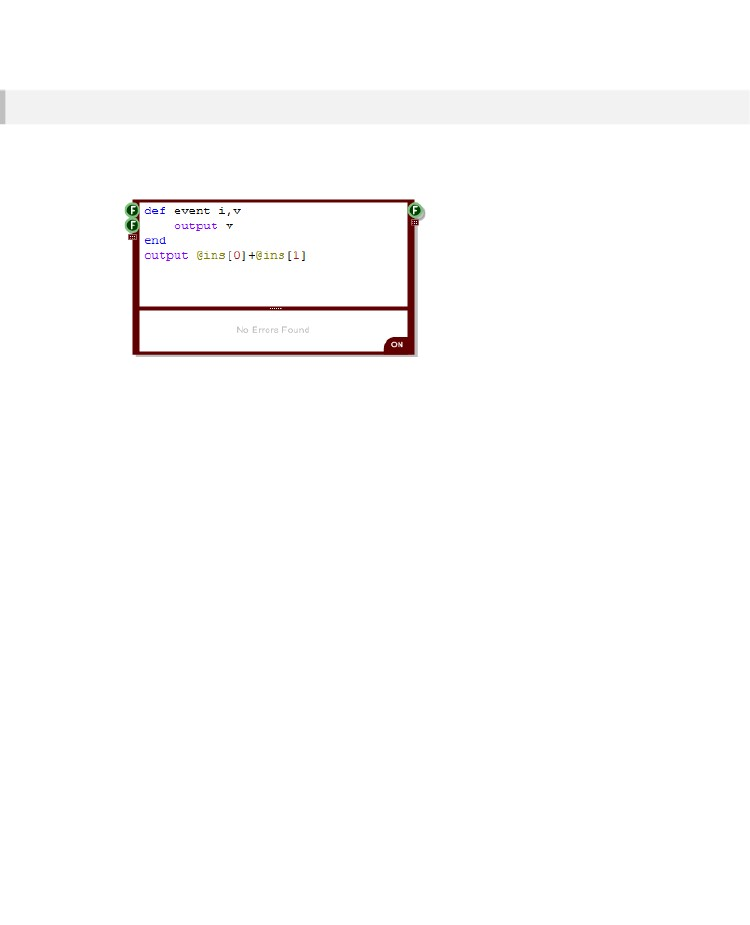 F def event i,v F
F     output v
end
output @ins[0]+@ins[1]
No Errors Found
ON